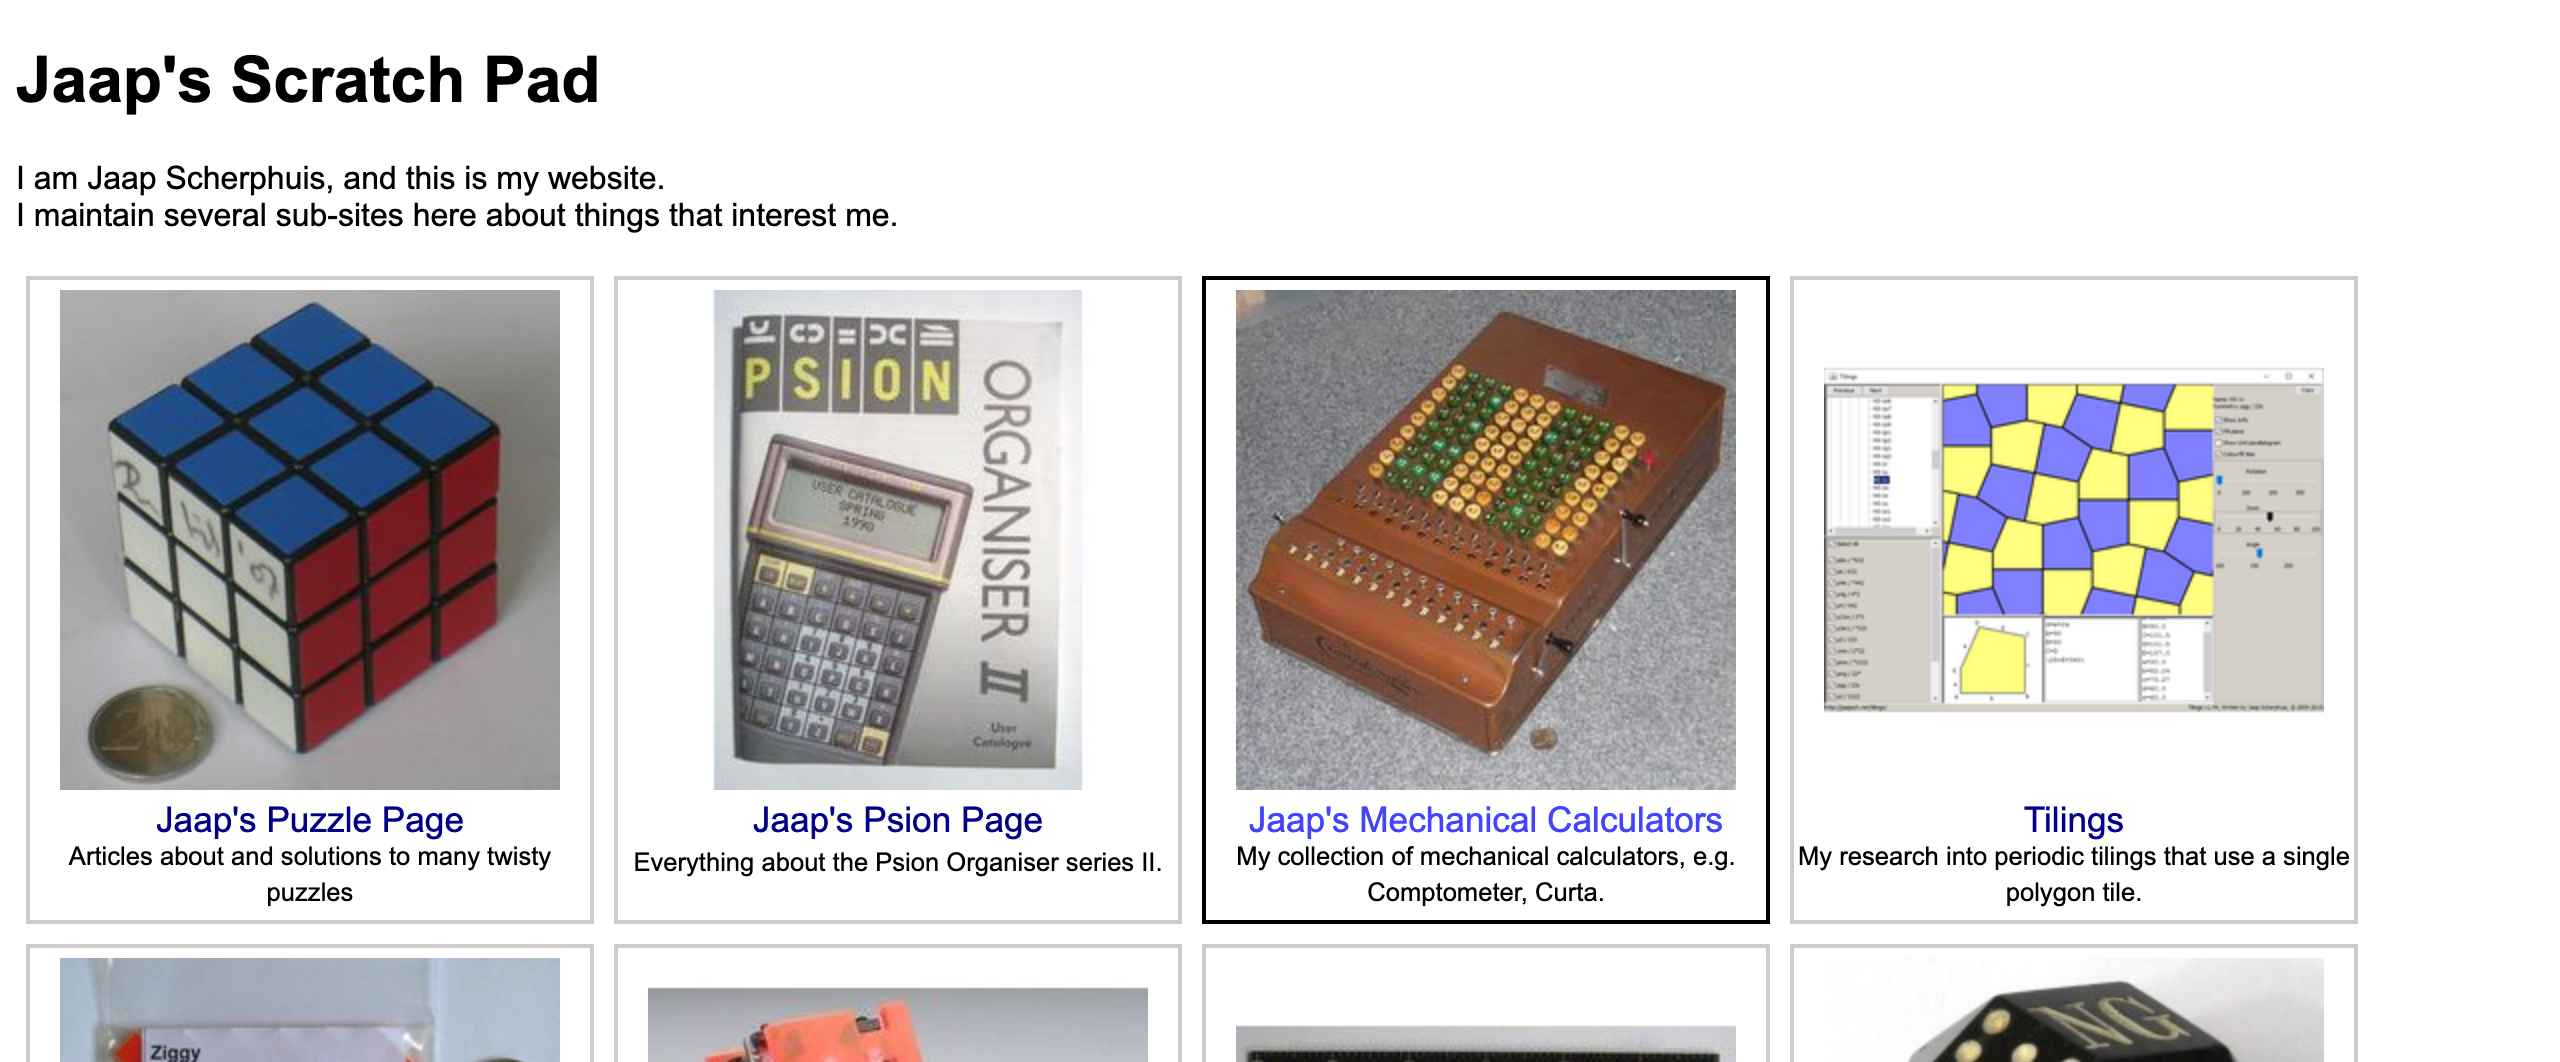 Jaap's Scratch Pad
I am Jaap Scherphuis, and this is my website.
I maintain several sub-sites here about things that interest me.
PSION
ORGANISER II
USER CATALOGUE
SPRING
1990
User
Catalogue
Tilings
Jaap's Puzzle Page
Articles about and solutions to many twisty
puzzles
Jaap's Psion Page
Everything about the Psion Organiser series II.
Jaap's Mechanical Calculators
My collection of mechanical calculators, e.g.
Comptometer, Curta.
Tilings
My research into periodic tilings that use a single
polygon tile.
Ziggy
NG